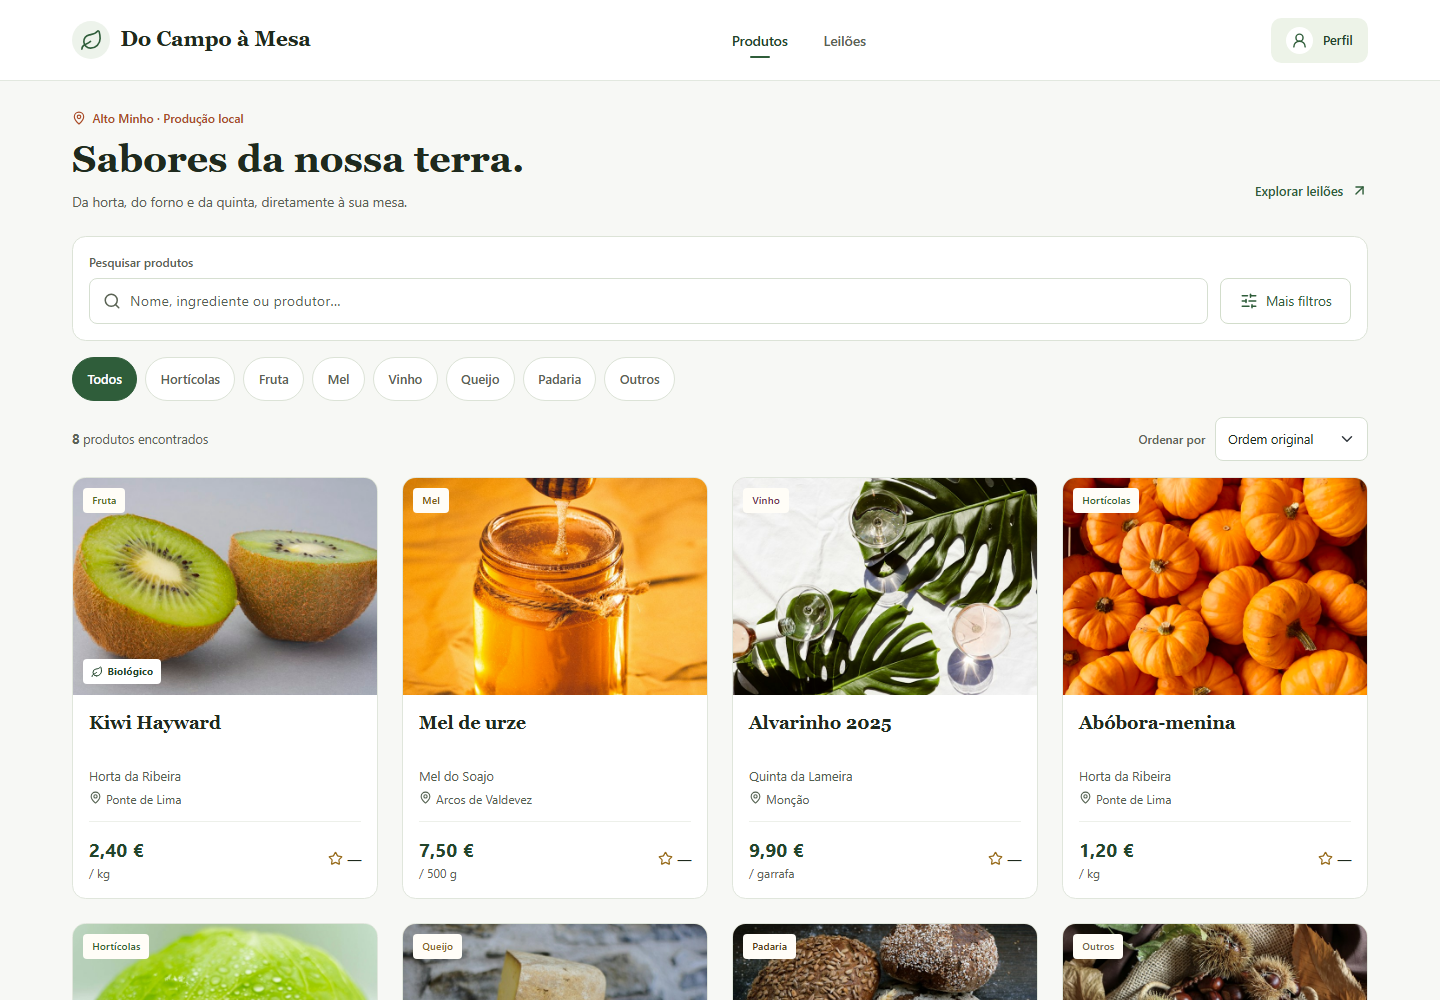 Do Campo à Mesa
Produtos
Leilões
Perfil
Alto Minho · Produção local
Sabores da nossa terra.
Da horta, do forno e da quinta, diretamente à sua mesa.
Explorar leilões
Pesquisar produtos
Nome, ingrediente ou produtor...
Mais filtros
Todos
Hortícolas
Fruta
Mel
Vinho
Queijo
Padaria
Outros
8 produtos encontrados
Ordenar por
Ordem original
Fruta
Biológico
Kiwi Hayward
Horta da Ribeira
Ponte de Lima
2,40 €
/ kg
—
Mel
Mel de urze
Mel do Soajo
Arcos de Valdevez
7,50 €
/ 500 g
—
Vinho
Alvarinho 2025
Quinta da Lameira
Monção
9,90 €
/ garrafa
—
Hortícolas
Abóbora-menina
Horta da Ribeira
Ponte de Lima
1,20 €
/ kg
—
Hortícolas
Queijo
Padaria
Outros